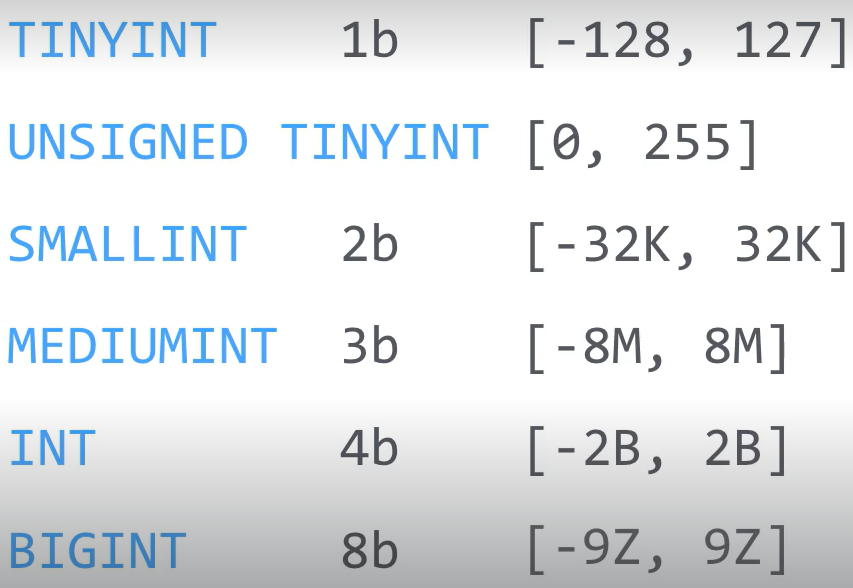 TINYINT 1b [-128, 127]
UNSIGNED TINYINT [0, 255]
SMALLINT 2b [-32K, 32K]
MEDIUMINT 3b [-8M, 8M]
INT 4b [-2B, 2B]
BIGINT 8b [-9Z, 9Z]